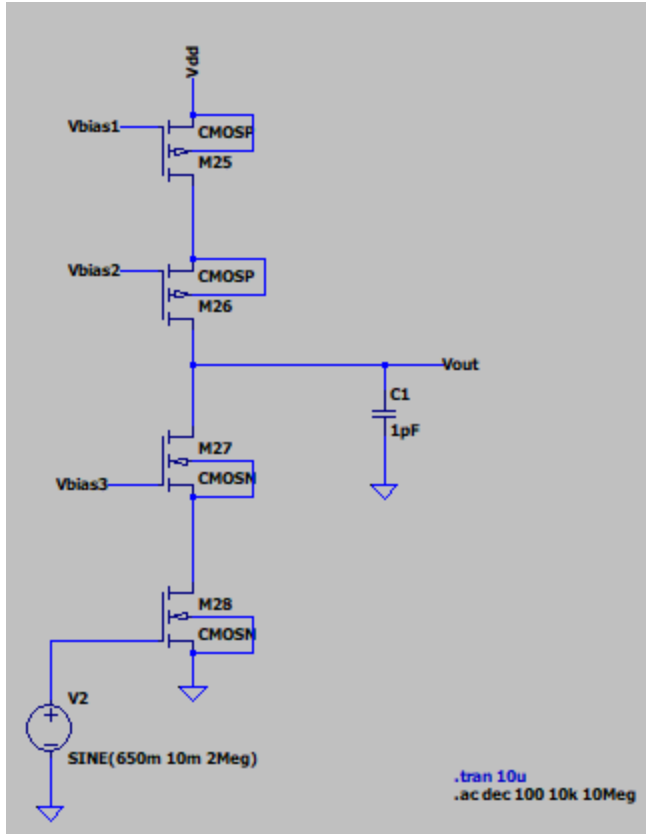 Vdd
Vbias1
CMOSP
M25
Vbias2
CMOSP
M26
Vout
C1
1pF
M27
Vbias3
CMOSN
M28
CMOSN
V2
SINE(650m 10m 2Meg)
.tran 10u
.ac dec 100 10k 10Meg